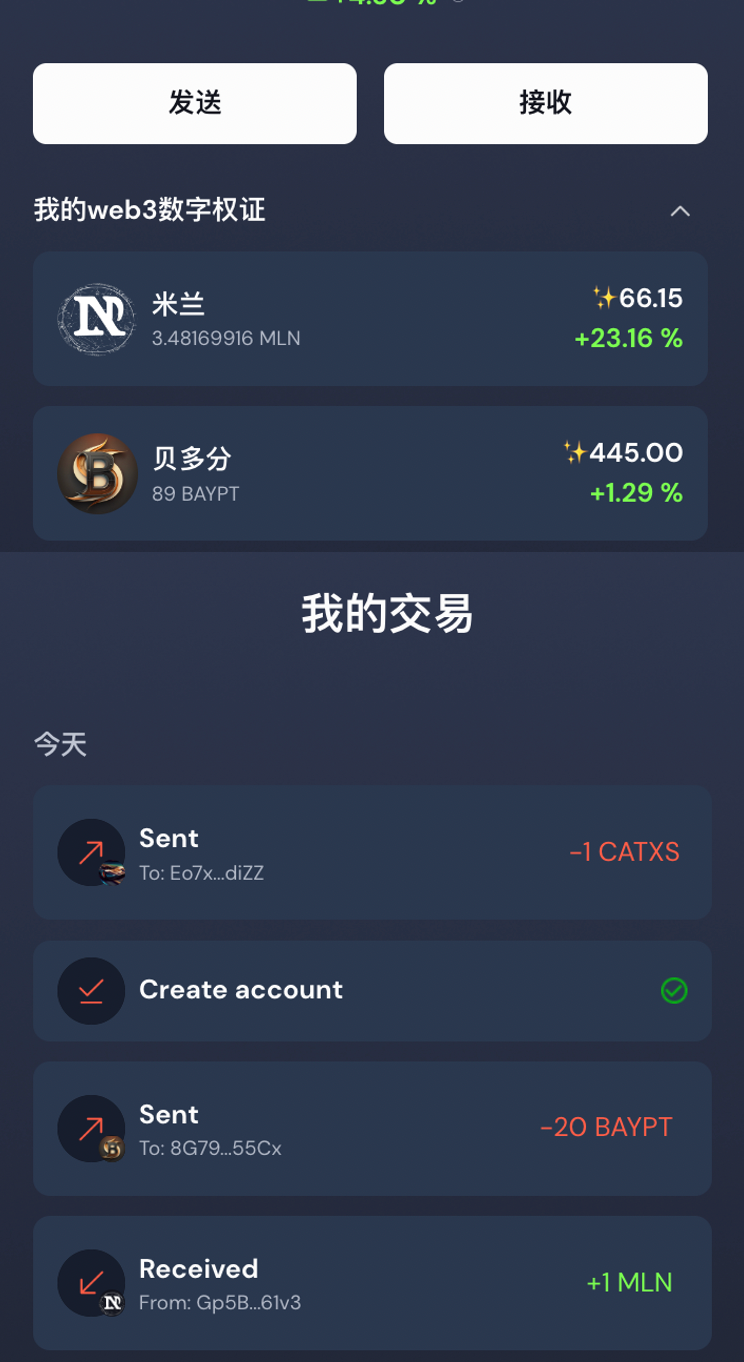 发送
接收
我的web3数字权证
米兰
3.48169916 MLN
✨66.15
+23.16 %
贝多分
89 BAYPT
✨445.00
+1.29 %
我的交易
今天
Sent
To: Eo7x...diZZ
-1 CATXS
Create account
Sent
To: 8G79...55Cx
-20 BAYPT
Received
From: Gp5B...61v3
+1 MLN